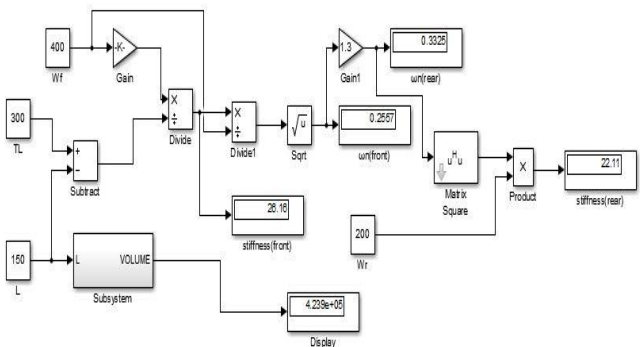 400
Wf
-K-
Gain
1.3
Gain1
0.3325
ωn(rear)
300
TL
+
−
Subtract
×
÷
Divide
×
÷
Divide1
√u
Sqrt
0.2557
ωn(front)
u^H u
Matrix
Square
×
Product
22.11
stiffness(rear)
26.16
stiffness(front)
200
Wr
150
L
L VOLUME
Subsystem
4.239e+05
Display